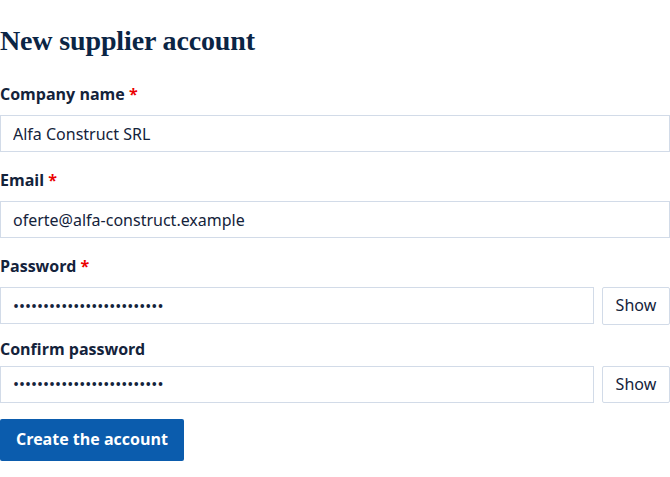 New supplier account
Company name *
Alfa Construct SRL
Email *
oferte@alfa-construct.example
Password *
••••••••••••••••••••••••• Show
Confirm password
••••••••••••••••••••••••• Show
Create the account